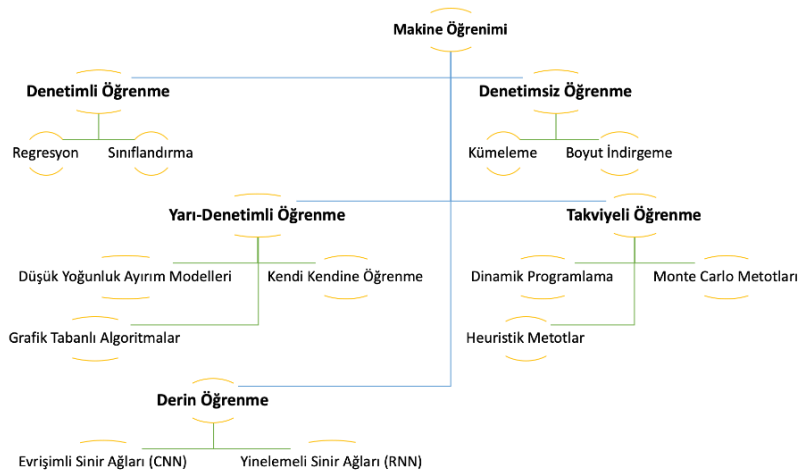 Makine Öğrenimi
Denetimli Öğrenme
Denetimsiz Öğrenme
Regresyon
Sınıflandırma
Kümeleme
Boyut İndirgeme
Yarı-Denetimli Öğrenme
Takviyeli Öğrenme
Düşük Yoğunluk Ayırım Modelleri
Kendi Kendine Öğrenme
Dinamik Programlama
Monte Carlo Metotları
Grafik Tabanlı Algoritmalar
Heuristik Metotlar
Derin Öğrenme
Evrişimli Sinir Ağları (CNN)
Yinelemeli Sinir Ağları (RNN)